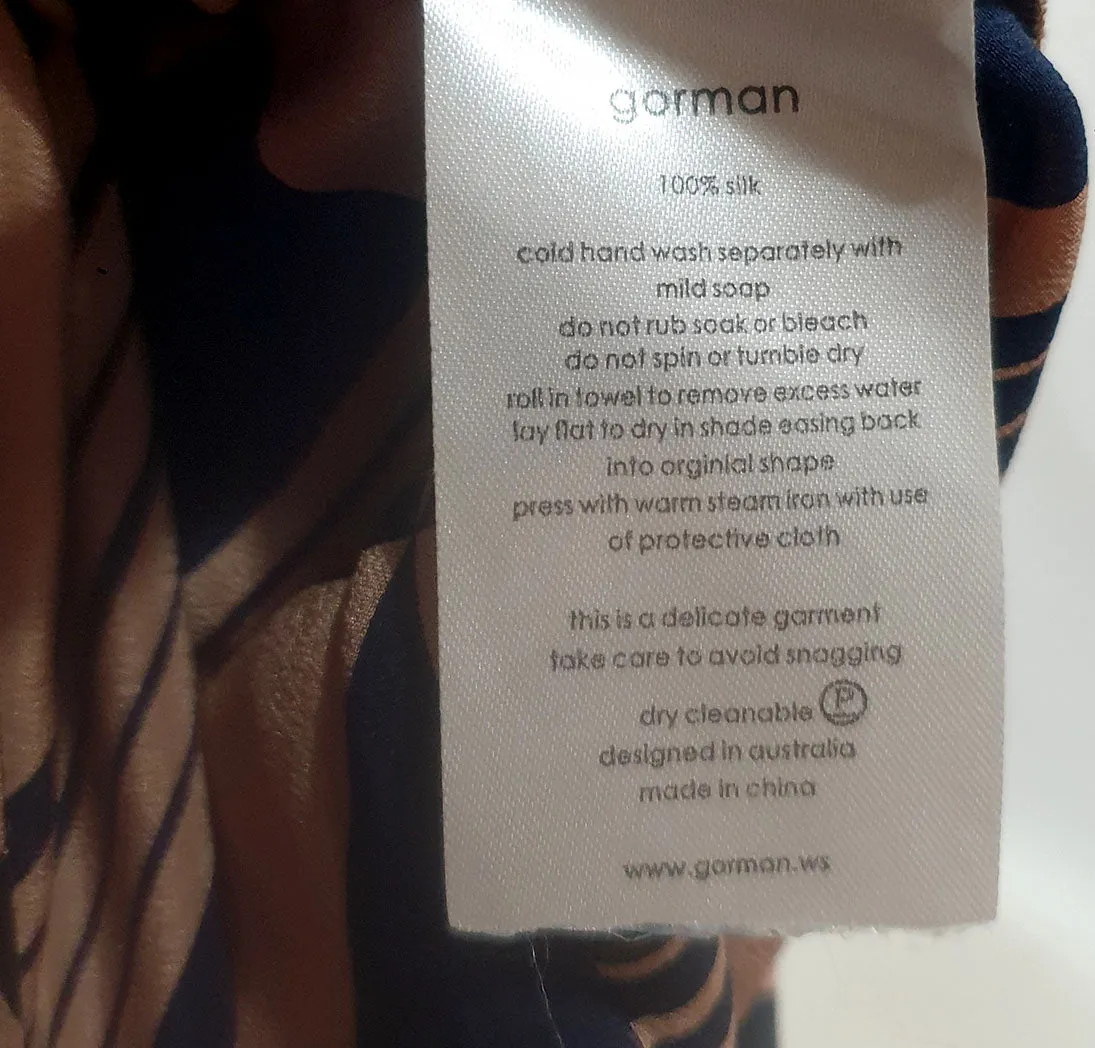 gorman
100% silk
cold hand wash separately with
mild soap
do not rub soak or bleach
do not spin or tumble dry
roll in towel to remove excess water
lay flat to dry in shade easing back
into orginial shape
press with warm steam iron with use
of protective cloth
this is a delicate garment
take care to avoid snagging
dry cleanable P
designed in australia
made in china
www.gorman.ws